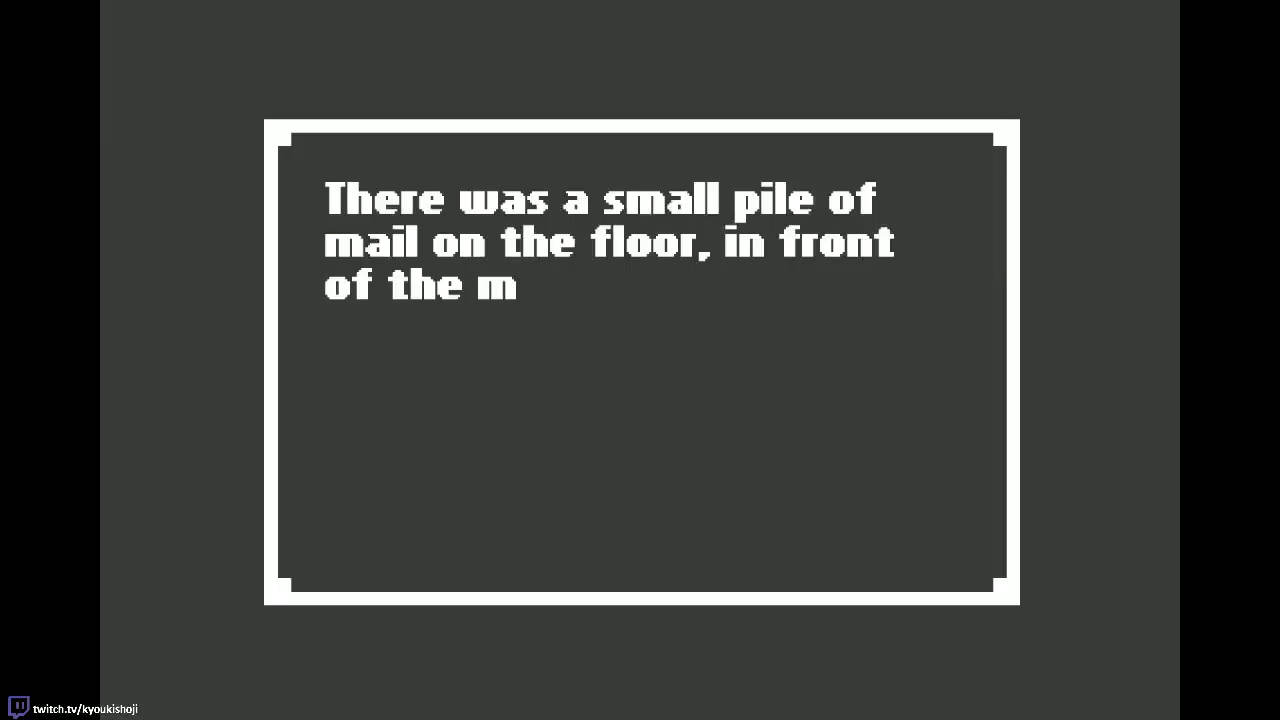 There was a small pile of
mail on the floor, in front
of the m
twitch.tv/kyoukishoji